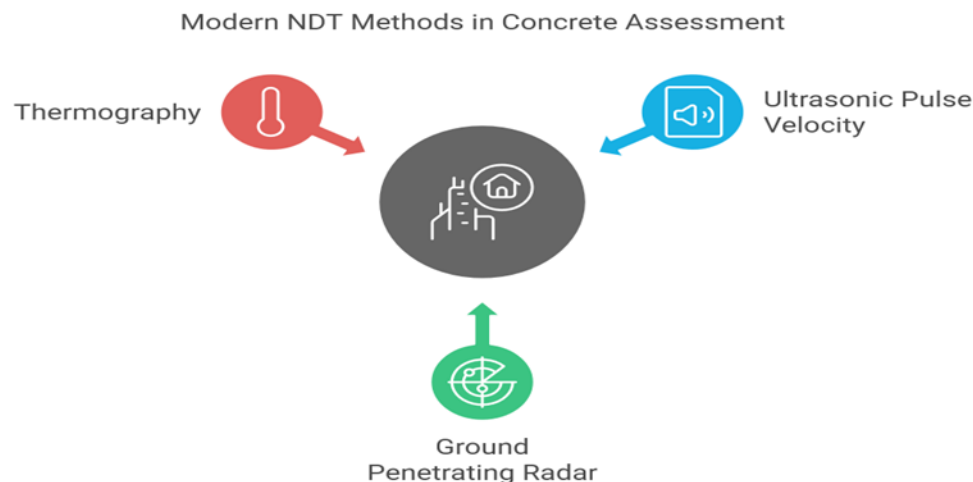 Modern NDT Methods in Concrete Assessment
Thermography
Ultrasonic Pulse
Velocity
Ground
Penetrating Radar